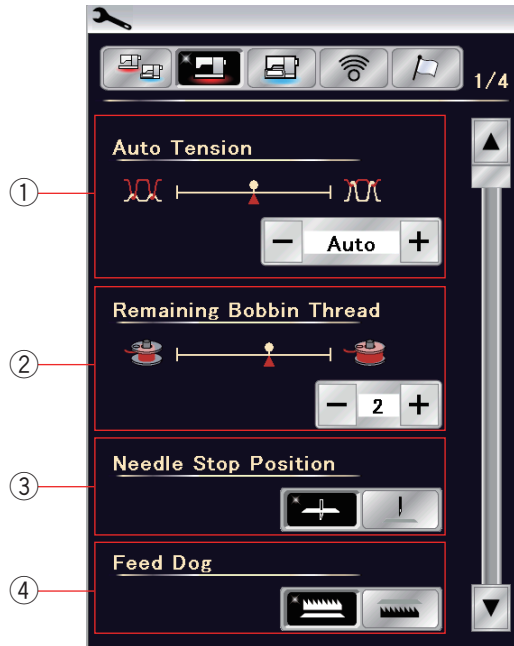 1/4
① Auto Tension
− Auto +
② Remaining Bobbin Thread
− 2 +
③ Needle Stop Position
④ Feed Dog